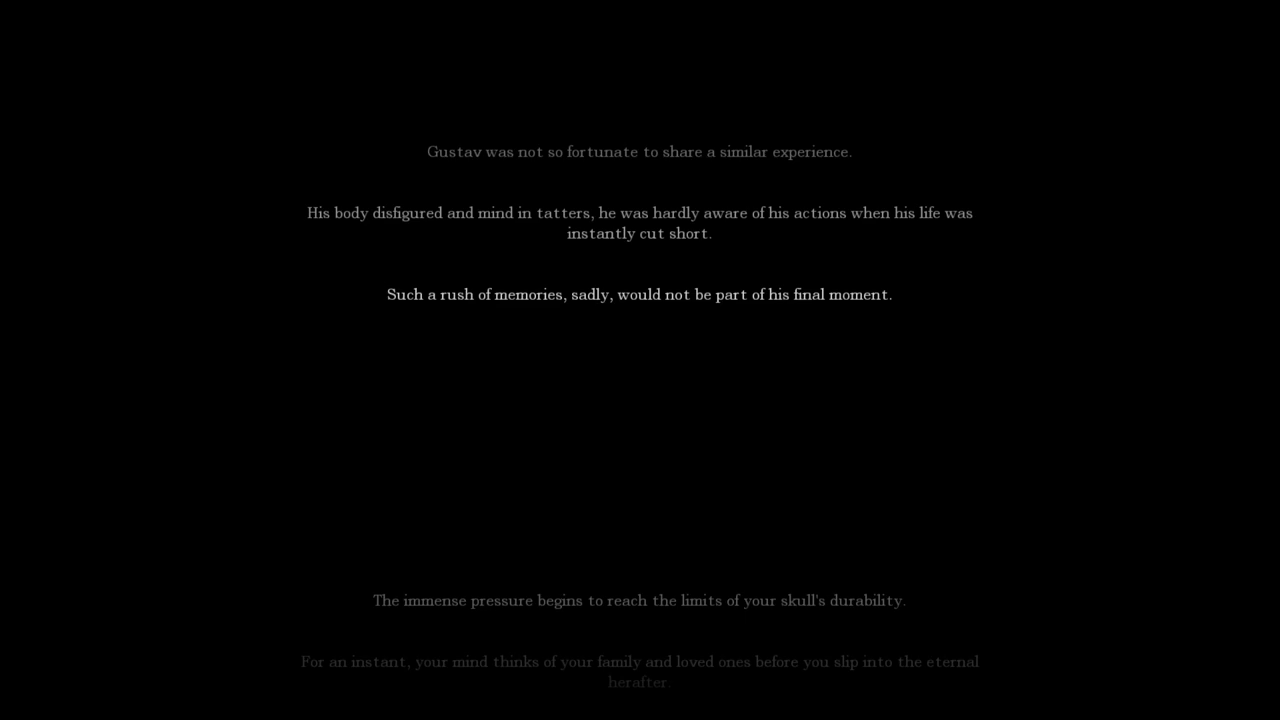 Gustav was not so fortunate to share a similar experience.
His body disfigured and mind in tatters, he was hardly aware of his actions when his life was
instantly cut short.
Such a rush of memories, sadly, would not be part of his final moment.
The immense pressure begins to reach the limits of your skull's durability.
For an instant, your mind thinks of your family and loved ones before you slip into the eternal
herafter.